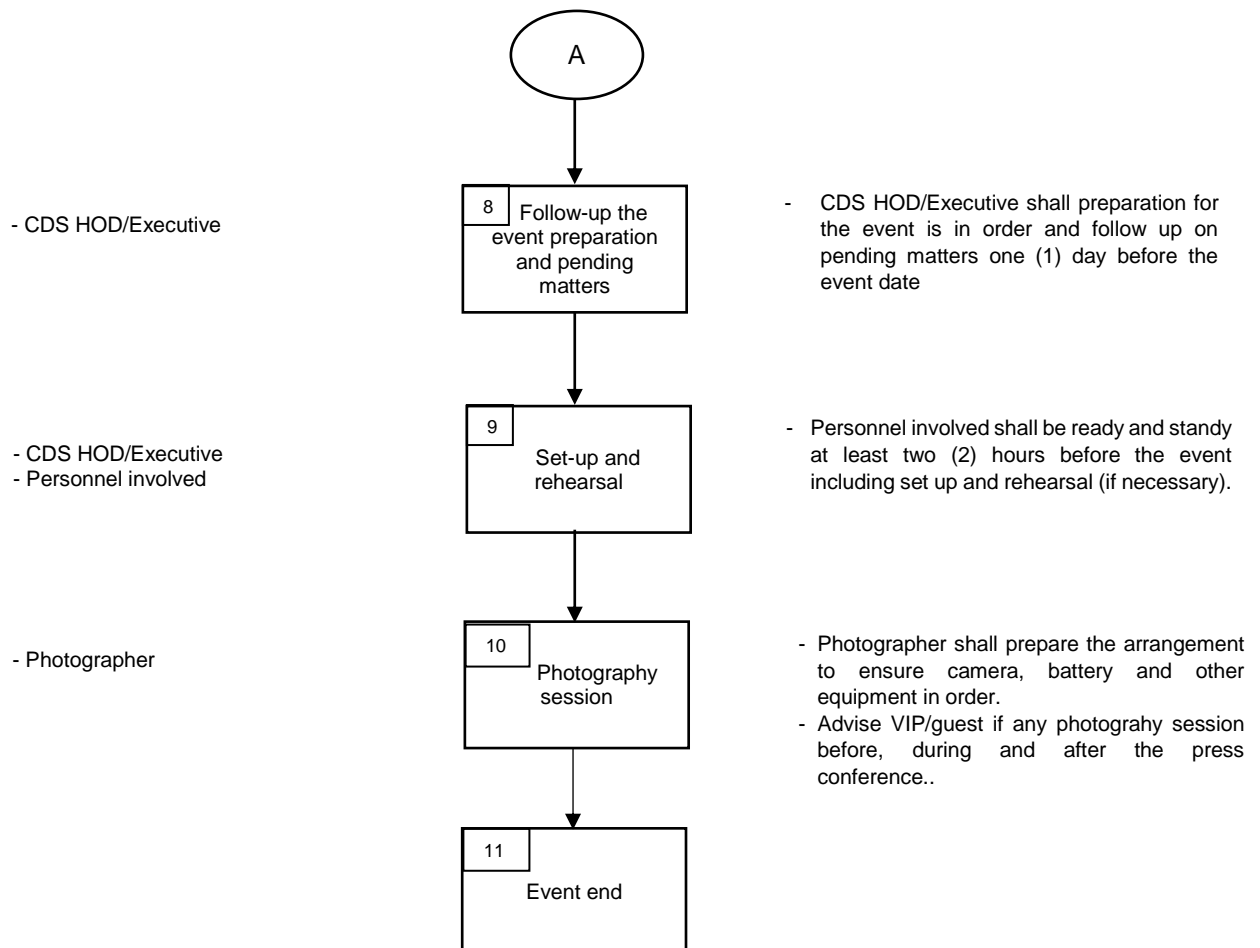 A
- CDS HOD/Executive
8
Follow-up the
event preparation
and pending
matters
- CDS HOD/Executive shall preparation for
the event is in order and follow up on
pending matters one (1) day before the
event date
- CDS HOD/Executive
- Personnel involved
9
Set-up and
rehearsal
- Personnel involved shall be ready and standy
at least two (2) hours before the event
including set up and rehearsal (if necessary).
- Photographer
10
Photography
session
- Photographer shall prepare the arrangement
to ensure camera, battery and other
equipment in order.
- Advise VIP/guest if any photograhy session
before, during and after the press
conference..
11
Event end